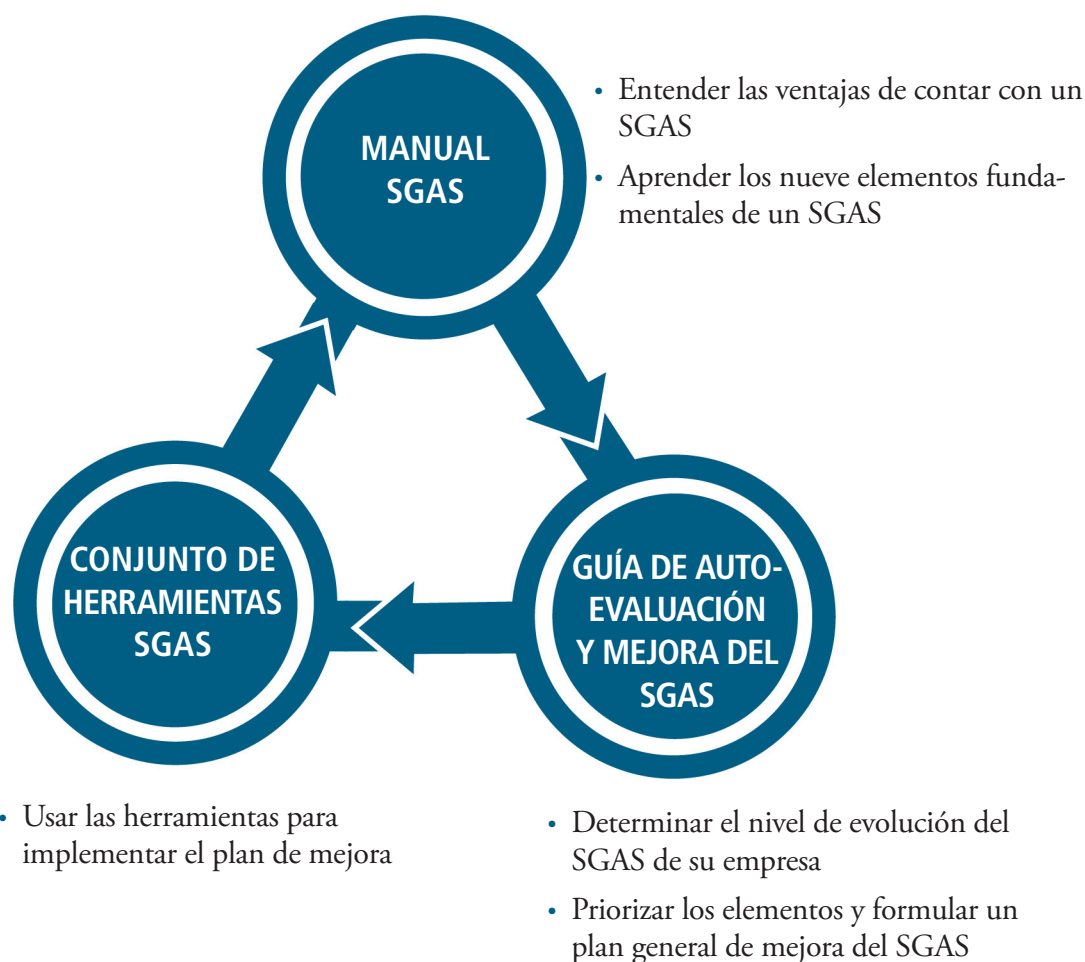 MANUAL
SGAS
• Entender las ventajas de contar con un
SGAS
• Aprender los nueve elementos funda-
mentales de un SGAS
GUÍA DE AUTO-
EVALUACIÓN
Y MEJORA DEL
SGAS
• Determinar el nivel de evolución del
SGAS de su empresa
• Priorizar los elementos y formular un
plan general de mejora del SGAS
CONJUNTO DE
HERRAMIENTAS
SGAS
• Usar las herramientas para
implementar el plan de mejora